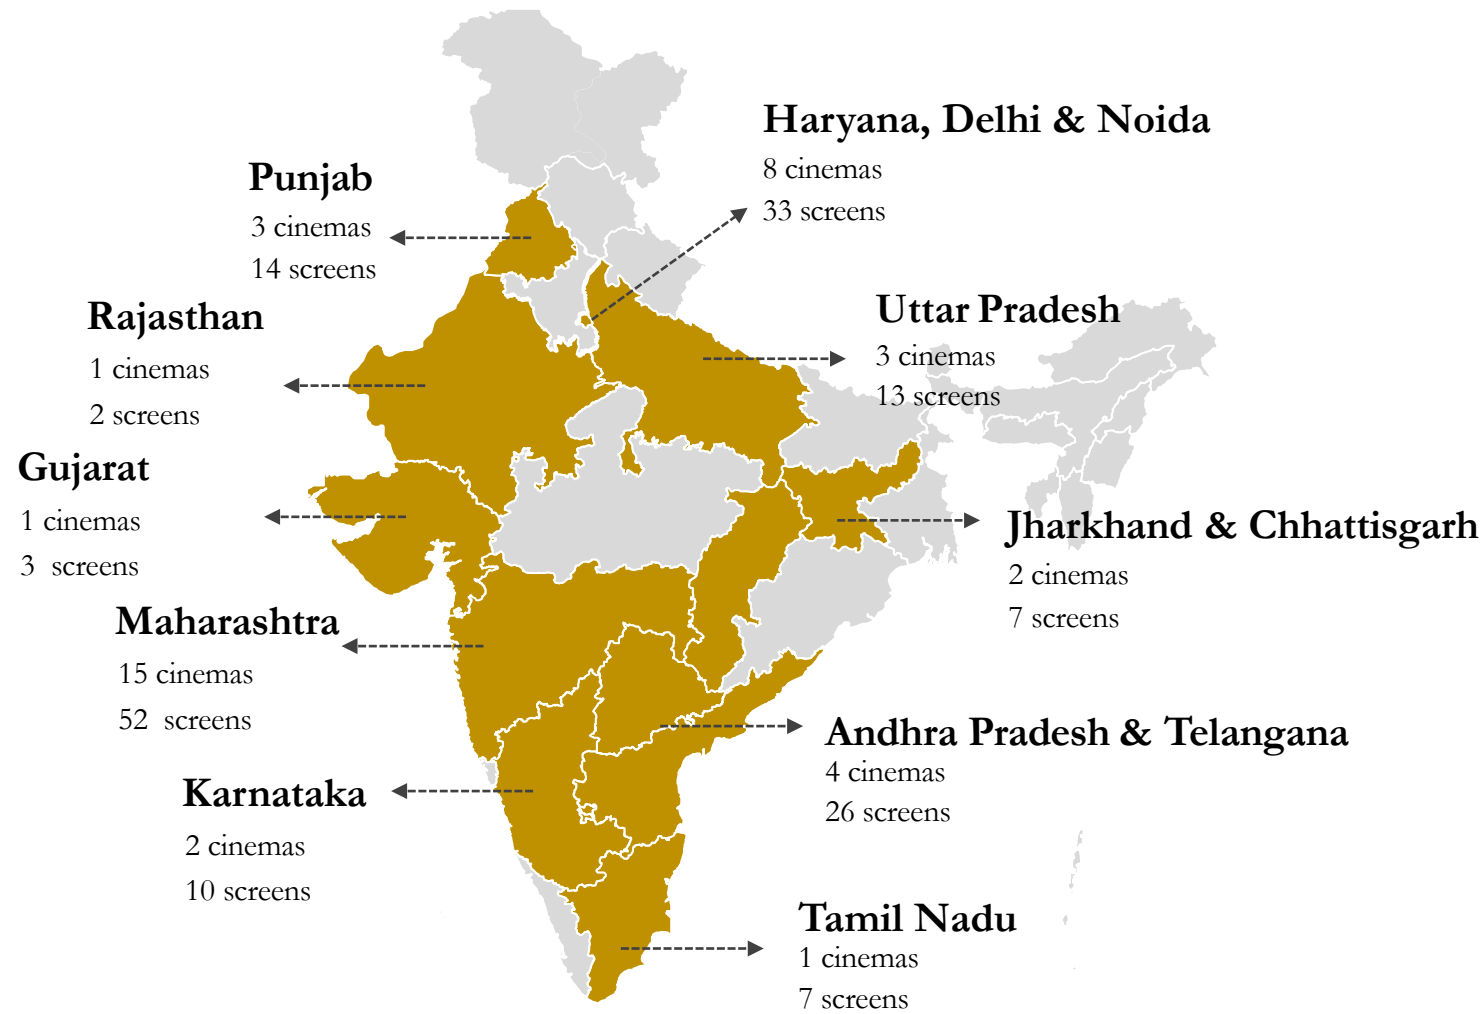 Haryana, Delhi & Noida
8 cinemas
33 screens
Punjab
3 cinemas
14 screens
Rajasthan
1 cinemas
2 screens
Uttar Pradesh
3 cinemas
13 screens
Gujarat
1 cinemas
3 screens
Jharkhand & Chhattisgarh
2 cinemas
7 screens
Maharashtra
15 cinemas
52 screens
Andhra Pradesh & Telangana
4 cinemas
26 screens
Karnataka
2 cinemas
10 screens
Tamil Nadu
1 cinemas
7 screens